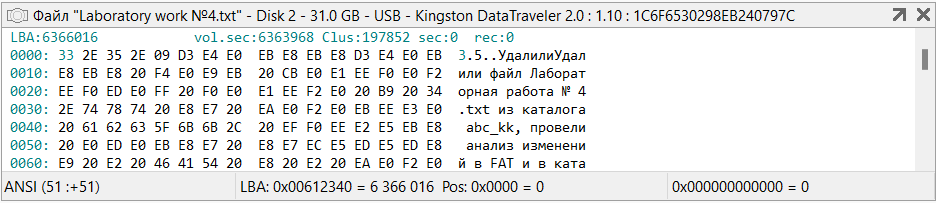 Файл "Laboratory work №4.txt" - Disk 2 - 31.0 GB - USB - Kingston DataTraveler 2.0 : 1.10 : 1C6F6530298EB240797C
LBA:6366016 vol.sec:6363968 Clus:197852 sec:0 rec:0
0000: 33 2E 35 2E 09 D3 E4 E0 EB E8 EB E8 D3 E4 E0 EB 3.5..УдалилиУдал
0010: E8 EB E8 20 F4 E0 E9 EB 20 CB E0 E1 EE F0 E0 F2 или файл Лаборат
0020: EE F0 ED E0 FF 20 F0 E0 E1 EE F2 E0 20 B9 20 34 орная работа № 4
0030: 2E 74 78 74 20 E8 E7 20 EA E0 F2 E0 EB EE E3 E0 .txt из каталога
0040: 20 61 62 63 5F 6B 6B 2C 20 EF F0 EE E2 E5 EB E8 abc_kk, провели
0050: 20 E0 ED E0 EB E8 E7 20 E8 E7 EC E5 ED E5 ED E8 анализ изменени
0060: E9 20 E2 20 46 41 54 20 E8 20 E2 20 EA E0 F2 E0 й в FAT и в ката
ANSI (51 :+51) LBA: 0x00612340 = 6 366 016 Pos: 0x0000 = 0 0x000000000000 = 0